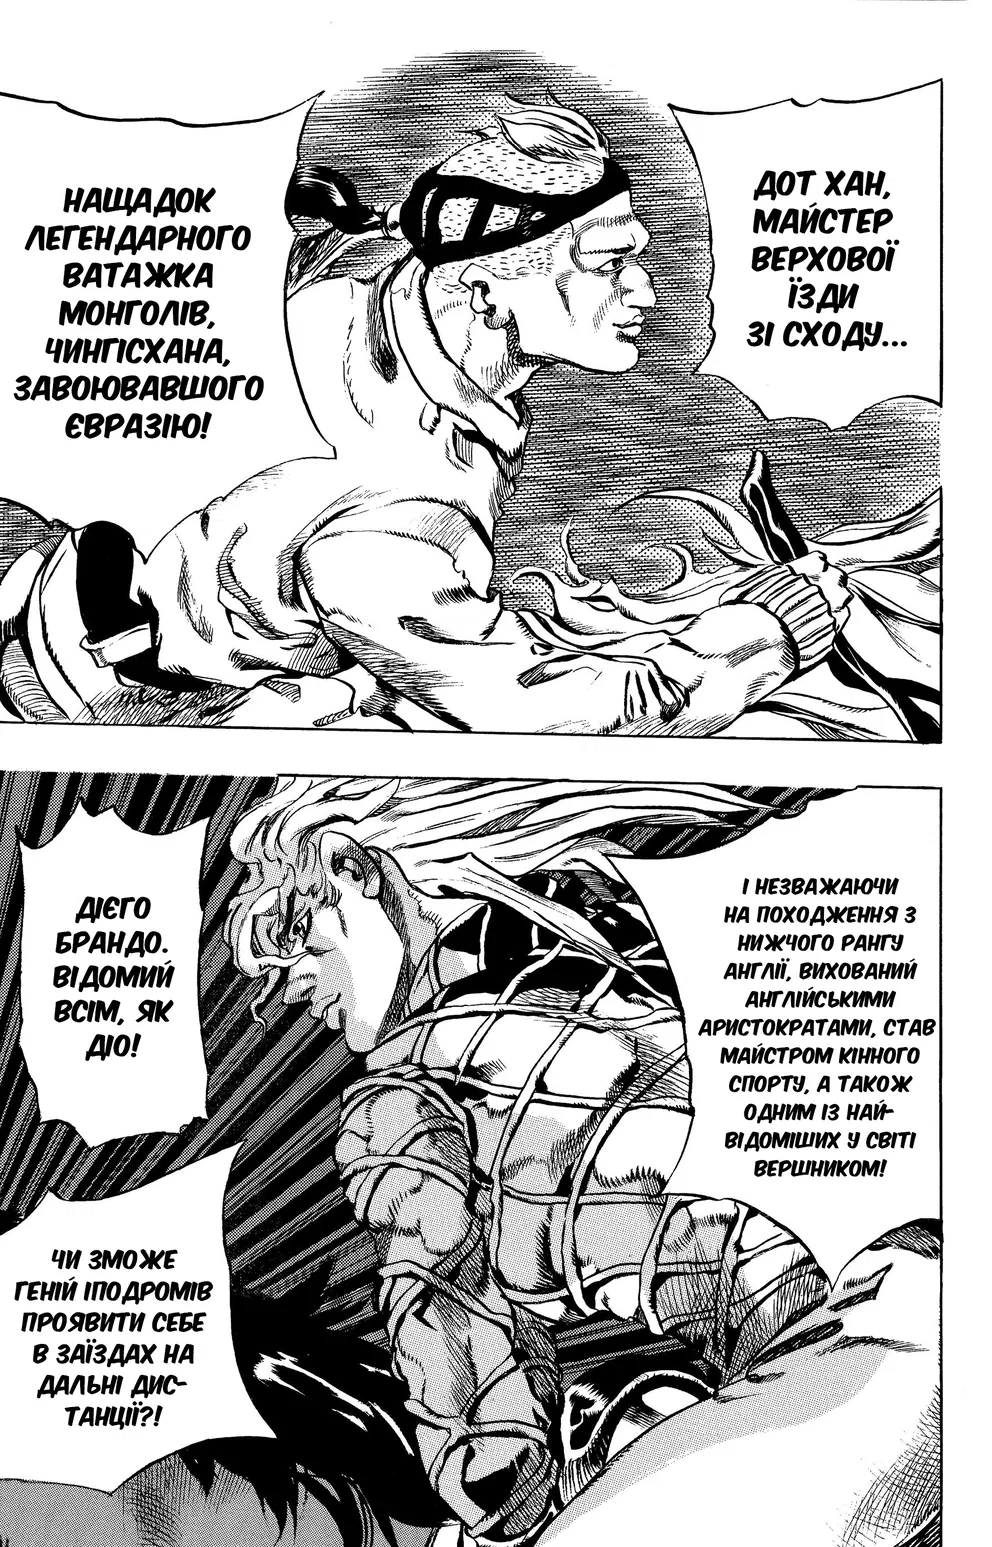 ДОТ ХАН,
МАЙСТЕР
ВЕРХОВОЇ
ЇЗДИ
ЗІ СХОДУ...
НАЩАДОК
ЛЕГЕНДАРНОГО
ВАТАЖКА
МОНГОЛІВ,
ЧИНГІСХАНА,
ЗАВОЮВАВШОГО
ЄВРАЗІЮ!
І НЕЗВАЖАЮЧИ
НА ПОХОДЖЕННЯ З
НИЖЧОГО РАНГУ
АНГЛІЇ, ВИХОВАНИЙ
АНГЛІЙСЬКИМИ
АРИСТОКРАТАМИ, СТАВ
МАЙСТРОМ КІННОГО
СПОРТУ, А ТАКОЖ
ОДНИМ ІЗ НАЙ-
ВІДОМІШИХ У СВІТІ
ВЕРШНИКОМ!
ДІЄГО
БРАНДО.
ВІДОМИЙ
ВСІМ, ЯК
ДІО!
ЧИ ЗМОЖЕ
ГЕНІЙ ІПОДРОМІВ
ПРОЯВИТИ СЕБЕ
В ЗАЇЗДАХ НА
ДАЛЬНІ ДИС-
ТАНЦІЇ?!